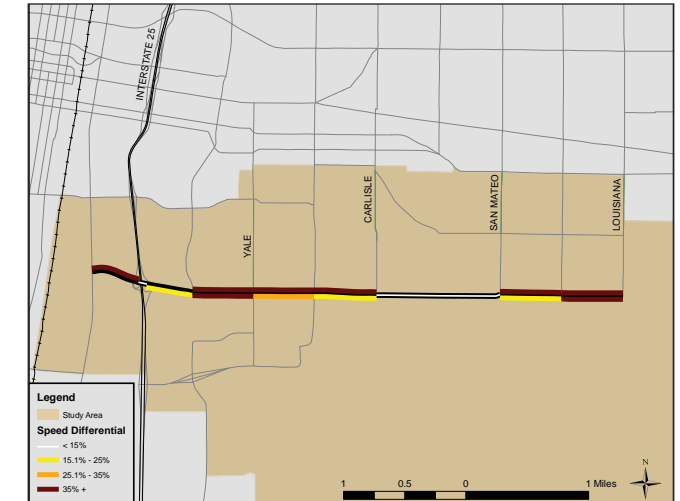 INTERSTATE 25
YALE
CARLISLE
SAN MATEO
LOUISIANA
Legend
Study Area
Speed Differential
< 15%
15.1% - 25%
25.1% - 35%
35% +
1 0.5 0 1 Miles
N